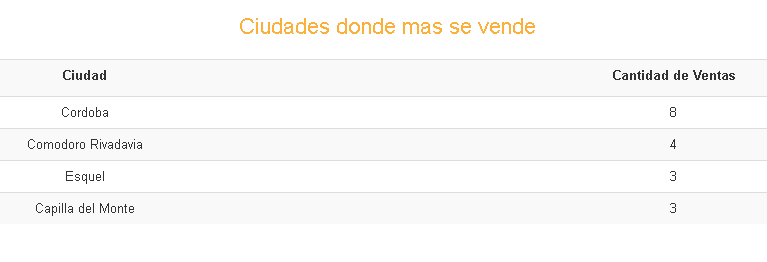 Ciudades donde mas se vende
Ciudad Cantidad de Ventas
Cordoba 8
Comodoro Rivadavia 4
Esquel 3
Capilla del Monte 3